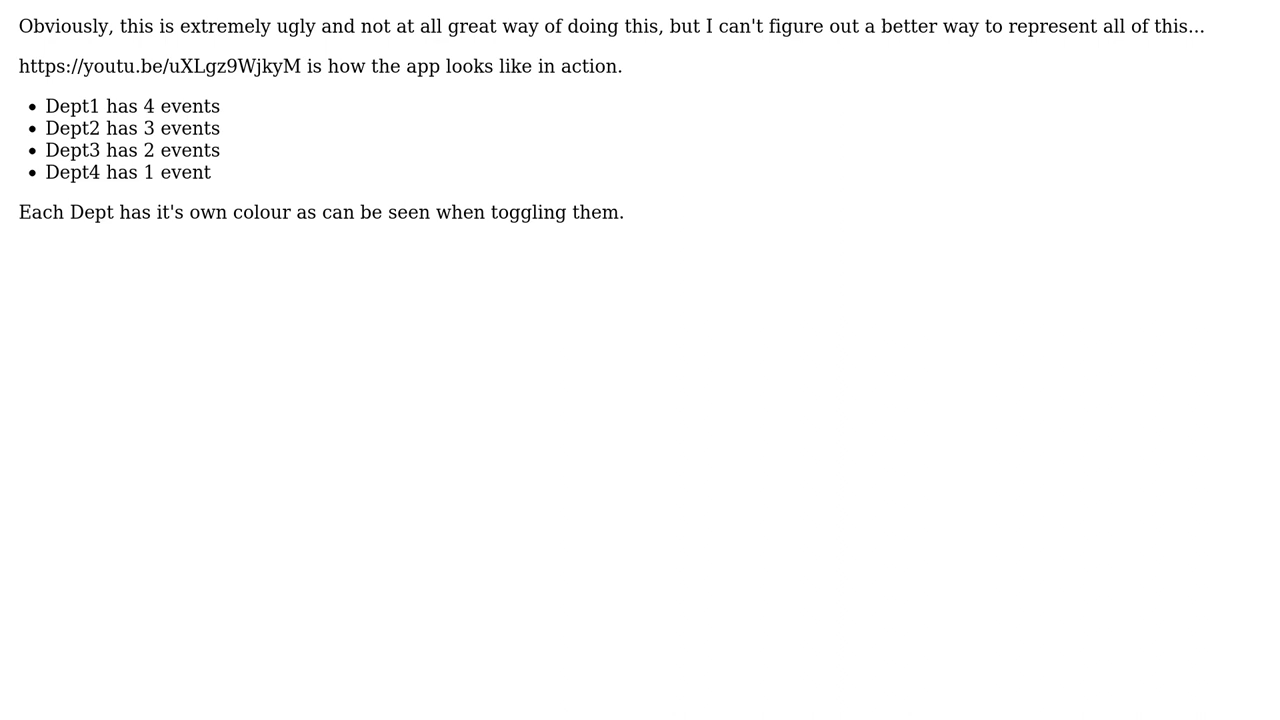 Obviously, this is extremely ugly and not at all great way of doing this, but I can't figure out a better way to represent all of this...
https://youtu.be/uXLgz9WjkyM is how the app looks like in action.
• Dept1 has 4 events
• Dept2 has 3 events
• Dept3 has 2 events
• Dept4 has 1 event
Each Dept has it's own colour as can be seen when toggling them.